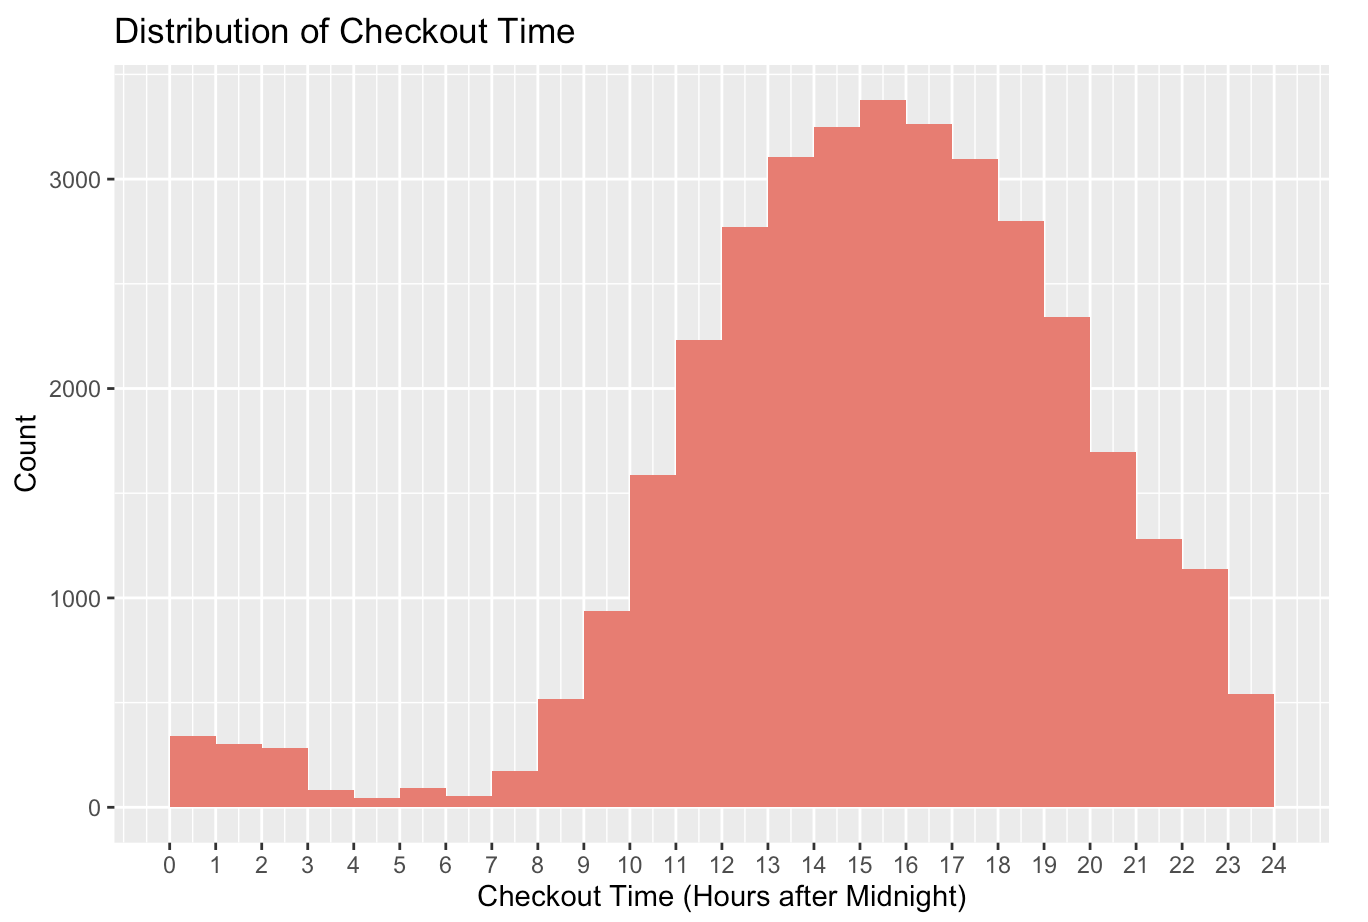 Distribution of Checkout Time
3000
2000
1000
0
Count
0 1 2 3 4 5 6 7 8 9 10 11 12 13 14 15 16 17 18 19 20 21 22 23 24
Checkout Time (Hours after Midnight)